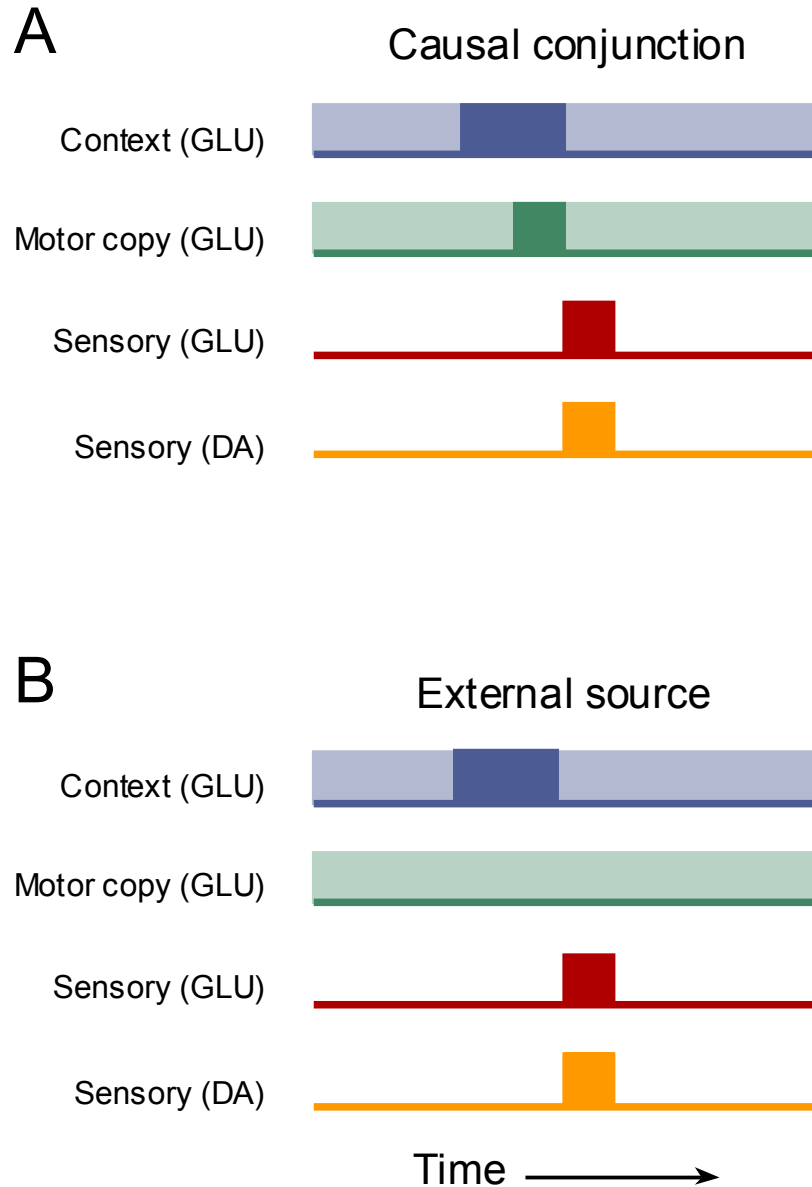 A
Causal conjunction
Context (GLU)
Motor copy (GLU)
Sensory (GLU)
Sensory (DA)
B
External source
Context (GLU)
Motor copy (GLU)
Sensory (GLU)
Sensory (DA)
Time